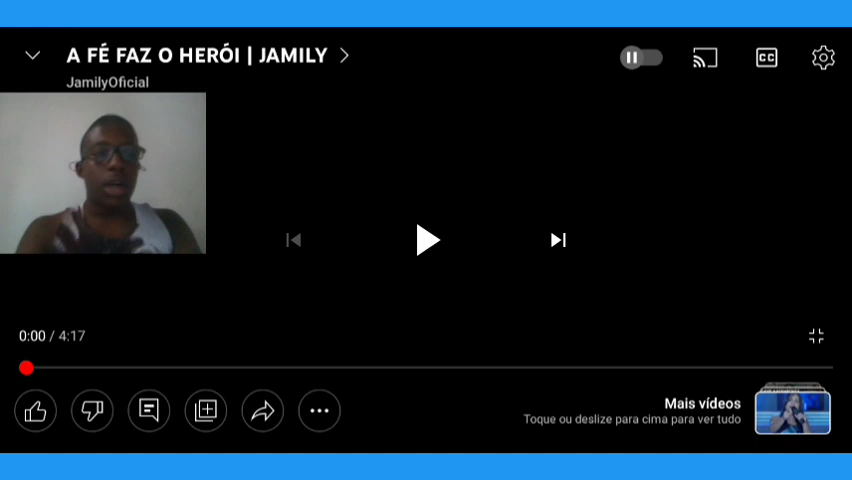 A FÉ FAZ O HERÓI | JAMILY
JamilyOficial
CC
0:00 / 4:17
Mais vídeos
Toque ou deslize para cima para ver tudo